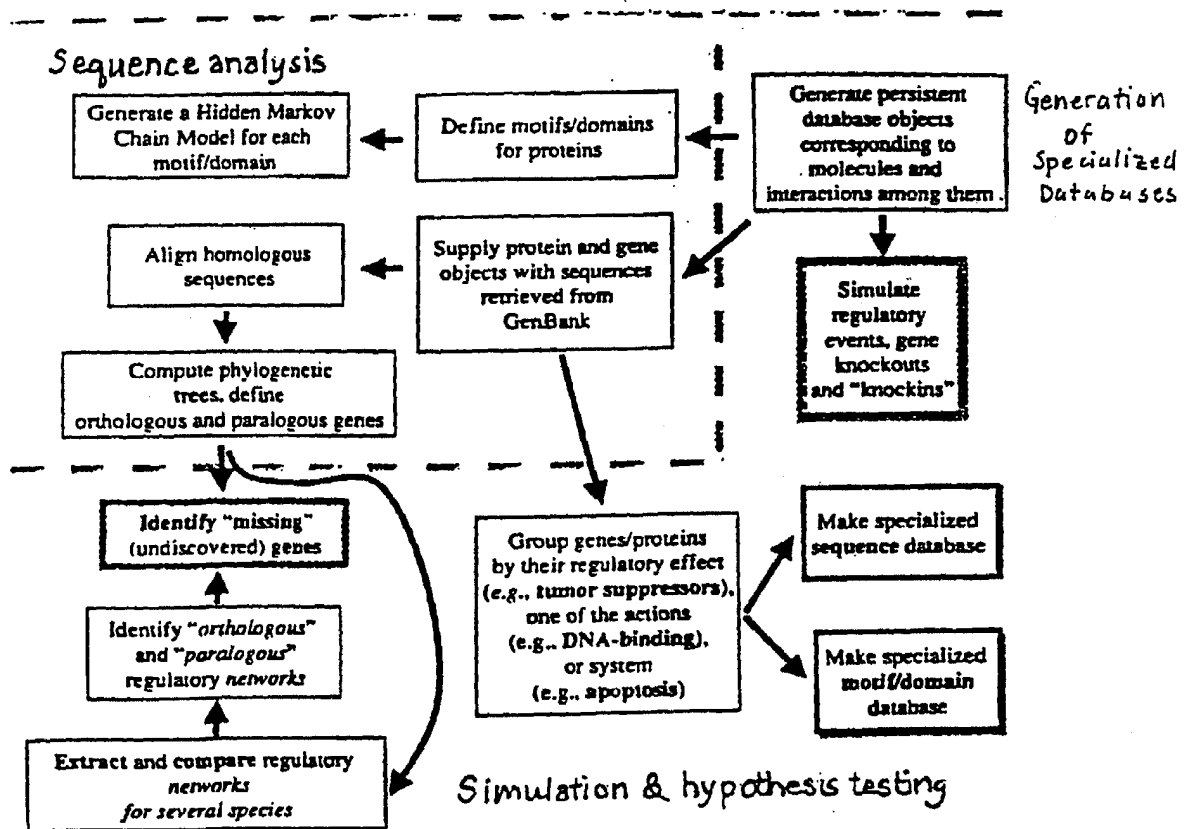 Sequence analysis
Generate a Hidden Markov
Chain Model for each
motif/domain
Define motifs/domains
for proteins
Generate persistent
database objects
corresponding to
molecules and
interactions among them.
Generation
of
Specialized
Databases
Align homologous
sequences
Supply protein and gene
objects with sequences
retrieved from
GenBank
Simulate
regulatory
events, gene
knockouts
and "knockins"
Compute phylogenetic
trees, define
orthologous and paralogous genes
Identify "missing"
(undiscovered) genes
Group genes/proteins
by their regulatory effect
(e.g., tumor suppressors),
one of the actions
(e.g., DNA-binding),
or system
(e.g., apoptosis)
Make specialized
sequence database
Identify "orthologous"
and "paralogous"
regulatory networks
Make specialized
motif/domain
database
Extract and compare regulatory
networks
for several species
Simulation & hypothesis testing